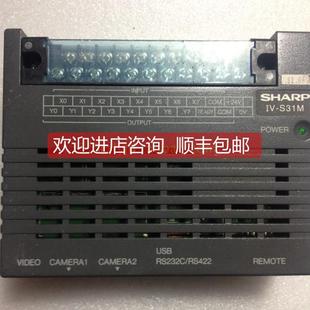 INPUT
X0 X1 X2 X3 X4 X5 X6 X7 COM +24V
Y0 Y1 Y2 Y3 Y4 Y5 Y6 Y7 READY COM 0V
OUTPUT
SHARP
IV-S31M
POWER
欢迎进店咨询 顺丰包邮
USB
VIDEO CAMERA1 CAMERA2 RS232C/RS422 REMOTE